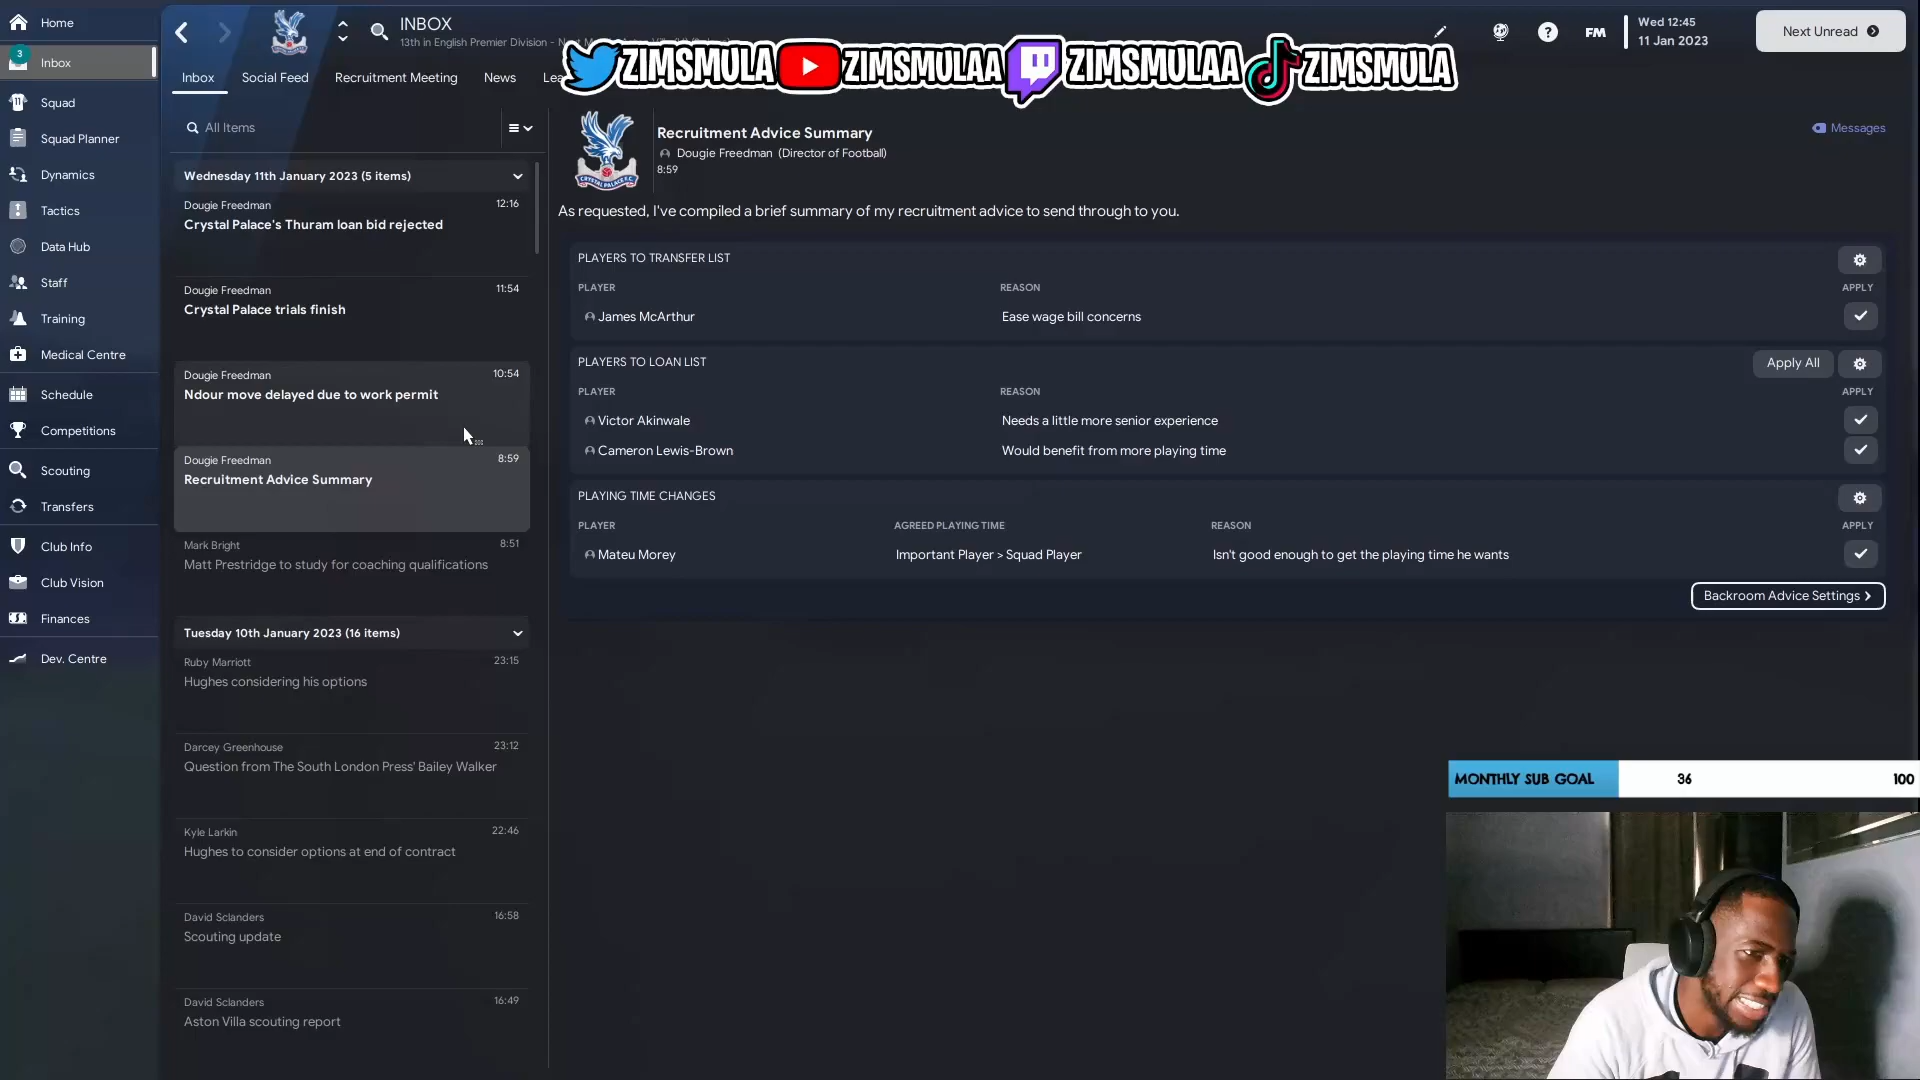 Home
3
Inbox
Squad
Squad Planner
Dynamics
Tactics
Data Hub
Staff
Training
Medical Centre
Schedule
Competitions
Scouting
Transfers
Club Info
Club Vision
Finances
Dev. Centre
INBOX
13th in English Premier Division -
Inbox
Social Feed
Recruitment Meeting
News
ZIMSMULA
ZIMSMULAA
ZIMSMULAA
ZIMSMULA
FM
Wed 12:45
11 Jan 2023
Next Unread
All Items
Wednesday 11th January 2023 (5 items)
Dougie Freedman 12:16
Crystal Palace's Thuram loan bid rejected
Dougie Freedman 11:54
Crystal Palace trials finish
Dougie Freedman 10:54
Ndour move delayed due to work permit
Dougie Freedman 8:59
Recruitment Advice Summary
Mark Bright 8:51
Matt Prestridge to study for coaching qualifications
Tuesday 10th January 2023 (16 items)
Ruby Marriott 23:15
Hughes considering his options
Darcey Greenhouse 23:12
Question from The South London Press' Bailey Walker
Kyle Larkin 22:46
Hughes to consider options at end of contract
David Sclanders 16:58
Scouting update
David Sclanders 16:49
Aston Villa scouting report
CRYSTAL PALACE F.C.
Recruitment Advice Summary
Dougie Freedman (Director of Football)
8:59
Messages
As requested, I've compiled a brief summary of my recruitment advice to send through to you.
PLAYERS TO TRANSFER LIST
PLAYER REASON APPLY
James McArthur Ease wage bill concerns
PLAYERS TO LOAN LIST Apply All
PLAYER REASON APPLY
Victor Akinwale Needs a little more senior experience
Cameron Lewis-Brown Would benefit from more playing time
PLAYING TIME CHANGES
PLAYER AGREED PLAYING TIME REASON APPLY
Mateu Morey Important Player > Squad Player Isn't good enough to get the playing time he wants
Backroom Advice Settings >
MONTHLY SUB GOAL 36 100